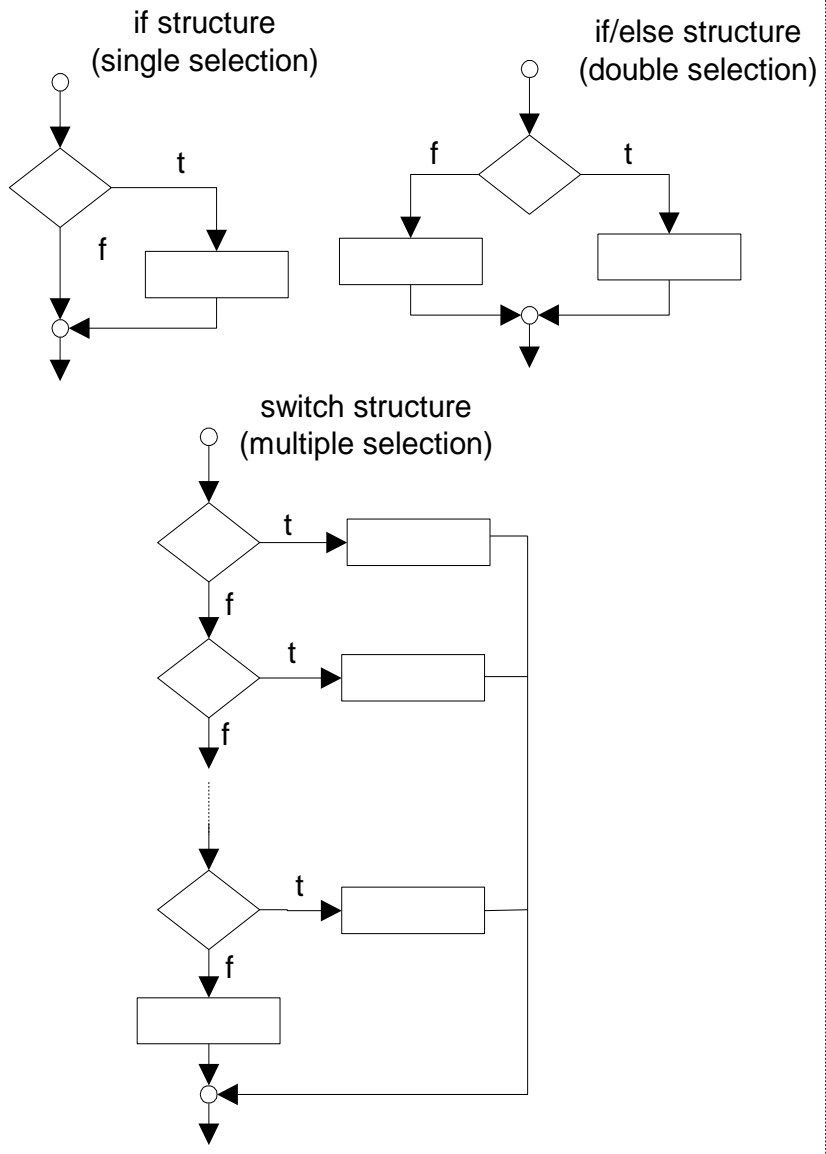 if structure
(single selection)
t
f
if/else structure
(double selection)
f
t
switch structure
(multiple selection)
t
f
t
f
t
f